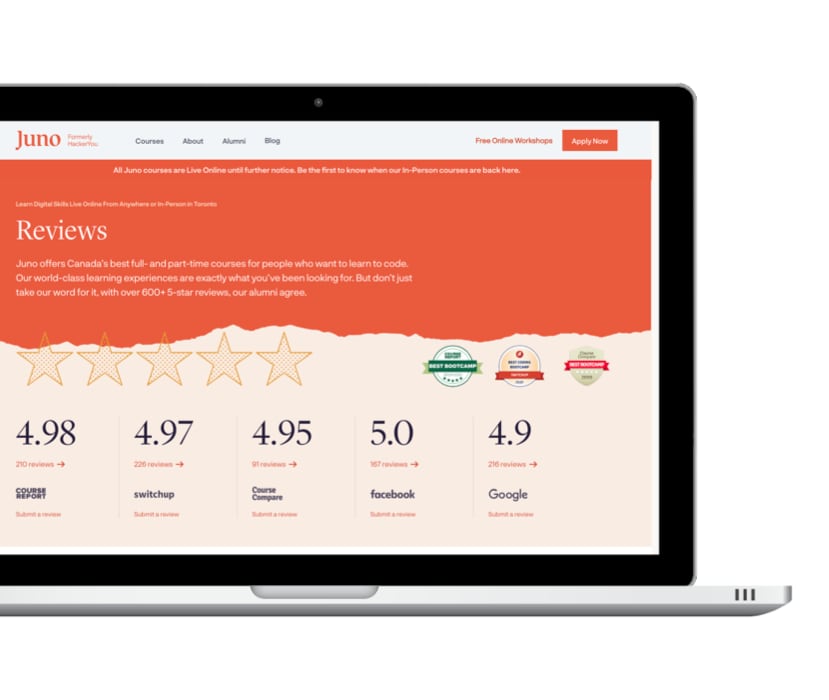 Juno
Formerly
HackerYou
Courses
About
Alumni
Blog
Free Online Workshops
Apply Now
All Juno courses are Live Online until further notice. Be the first to know when our In-Person courses are back here.
Learn Digital Skills Live Online From Anywhere or In-Person in Toronto
Reviews
Juno offers Canada's best full- and part-time courses for people who want to learn to code.
Our world-class learning experiences are exactly what you've been looking for. But don't just
take our word for it, with over 600+ 5-star reviews, our alumni agree.
COURSE
REPORT
BEST BOOTCAMP
BEST CODING
BOOTCAMP
SWITCHUP
2020
Course
Compare
BEST BOOTCAMP
4.98
4.97
4.95
5.0
4.9
210 reviews →
226 reviews →
91 reviews →
167 reviews →
216 reviews →
COURSE
REPORT
switchup
Course
Compare
facebook
Google
Submit a review
Submit a review
Submit a review
Submit a review
Submit a review